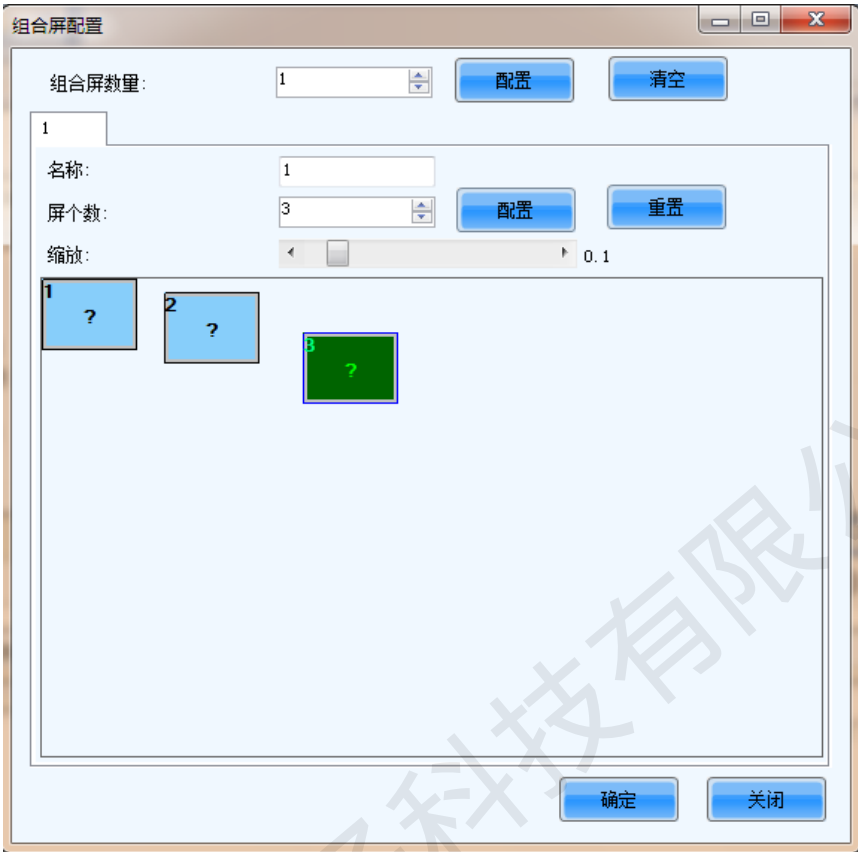 组合屏配置
组合屏数量: 1 配置 清空
1
名称: 1
屏个数: 3 配置 重置
缩放: 0.1
1 ? 2 ? 3 ?
科技有限公
确定 关闭